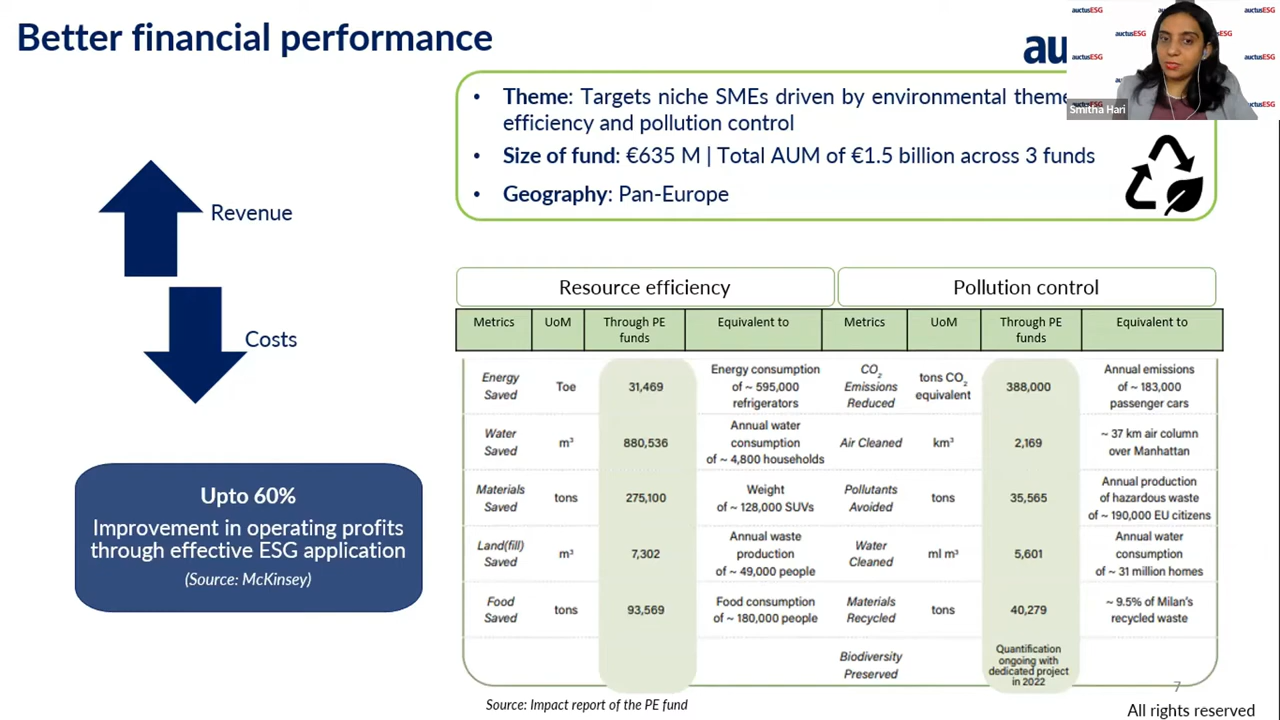 Better financial performance
au
auctusESG
auctusESG
auctusESG
auctusESG
auctusESG
auctusESG
Smitha Hari
• Theme: Targets niche SMEs driven by environmental
efficiency and pollution control
• Size of fund: €635 M | Total AUM of €1.5 billion across 3 funds
• Geography: Pan-Europe
Revenue
Costs
Upto 60%
Improvement in operating profits
through effective ESG application
(Source: McKinsey)
Resource efficiency Pollution control
Metrics UoM Through PE funds Equivalent to Metrics UoM Through PE funds Equivalent to
Energy Saved Toe 31,469 Energy consumption of ~ 595,000 refrigerators CO2 Emissions Reduced tons CO2 equivalent 388,000 Annual emissions of ~ 183,000 passenger cars
Water Saved m³ 880,536 Annual water consumption of ~ 4,800 households Air Cleaned km³ 2,169 ~ 37 km air column over Manhattan
Materials Saved tons 275,100 Weight of ~ 128,000 SUVs Pollutants Avoided tons 35,565 Annual production of hazardous waste of ~ 190,000 EU citizens
Land(fill) Saved m³ 7,302 Annual waste production of ~ 49,000 people Water Cleaned ml m³ 5,601 Annual water consumption of ~ 31 million homes
Food Saved tons 93,569 Food consumption of ~ 180,000 people Materials Recycled tons 40,279 ~ 9.5% of Milan's recycled waste
Biodiversity Preserved Quantification ongoing with dedicated project in 2022
7
Source: Impact report of the PE fund
All rights reserved